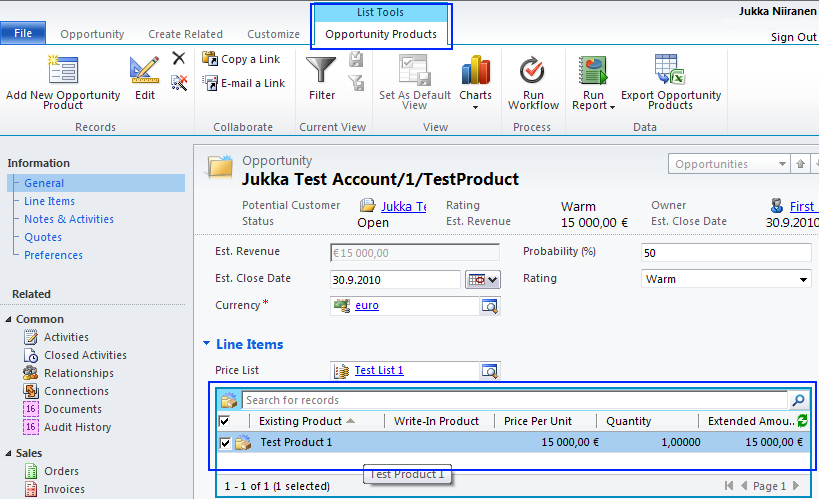 List Tools
Jukka Niiranen
File Opportunity Create Related Customize Opportunity Products
Sign Out
Add New Opportunity Product
Edit
Copy a Link
E-mail a Link
Filter
Set As Default View
Charts
Run Workflow
Run Report
Export Opportunity Products
Records Collaborate Current View View Process Data
Information
General
Line Items
Notes & Activities
Quotes
Preferences
Related
Common
Activities
Closed Activities
Relationships
Connections
16 Documents
16 Audit History
Sales
Orders
Invoices
Opportunity
Opportunities
Jukka Test Account/1/TestProduct
Potential Customer Jukka Te Rating Warm Owner First
Status Open Est. Revenue 15 000,00 € Est. Close Date 30.9.2010
Est. Revenue € 15 000,00 Probability (%) 50
Est. Close Date 30.9.2010 Rating Warm
Currency * euro
Line Items
Price List Test List 1
Search for records
Existing Product Write-In Product Price Per Unit Quantity Extended Amou..
Test Product 1 15 000,00 € 1,00000 15 000,00 €
Test Product 1
1 - 1 of 1 (1 selected) Page 1